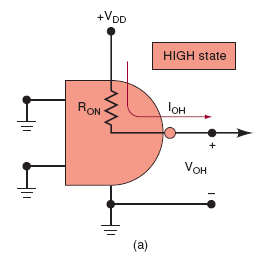 +VDD
HIGH state
RON
IOH
+
VOH
–
(a)